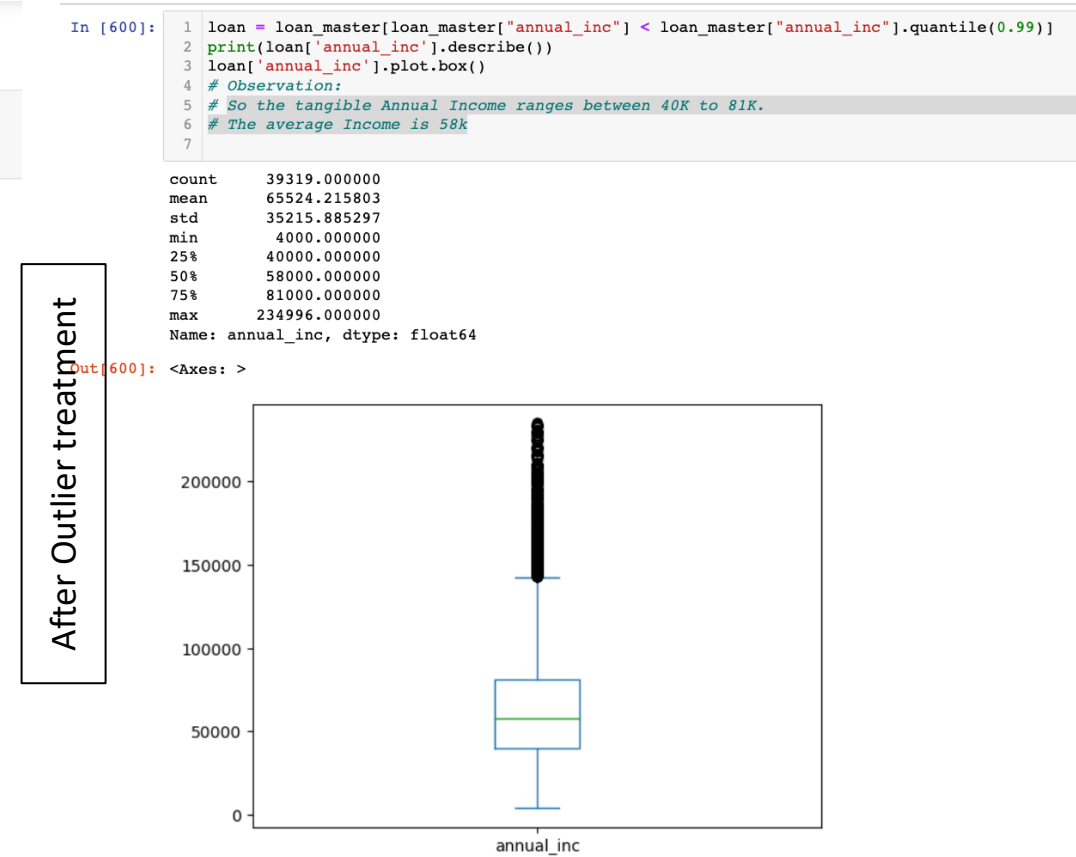 In [600]:
1 loan = loan_master[loan_master["annual_inc"] < loan_master["annual_inc"].quantile(0.99)]
2 print(loan['annual_inc'].describe())
3 loan['annual_inc'].plot.box()
4 # Observation:
5 # So the tangible Annual Income ranges between 40K to 81K.
6 # The average Income is 58k
7
count 39319.000000
mean 65524.215803
std 35215.885297
min 4000.000000
25% 40000.000000
50% 58000.000000
75% 81000.000000
max 234996.000000
Name: annual_inc, dtype: float64
Out[600]: <Axes: >
After Outlier treatment
200000
150000
100000
50000
0
annual_inc